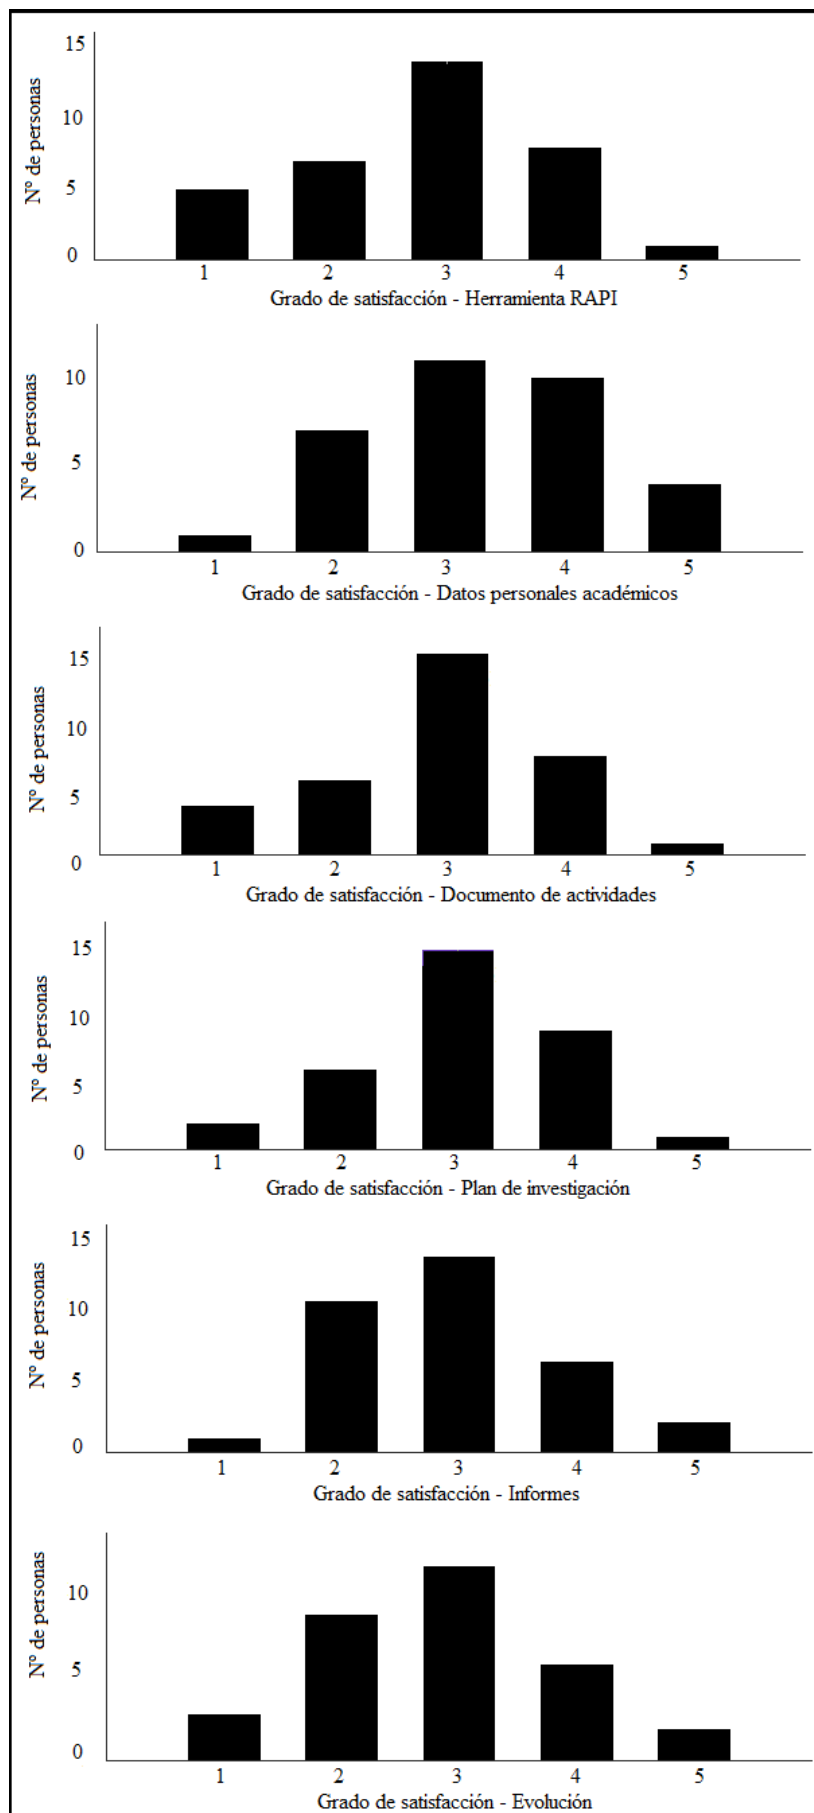 Nº de personas
15
10
5
0
1 2 3 4 5
Grado de satisfacción - Herramienta RAPI
Nº de personas
10
5
0
1 2 3 4 5
Grado de satisfacción - Datos personales académicos
Nº de personas
15
10
5
0
1 2 3 4 5
Grado de satisfacción - Documento de actividades
Nº de personas
15
10
5
0
1 2 3 4 5
Grado de satisfacción - Plan de investigación
Nº de personas
15
10
5
0
1 2 3 4 5
Grado de satisfacción - Informes
Nº de personas
10
5
0
1 2 3 4 5
Grado de satisfacción - Evolución